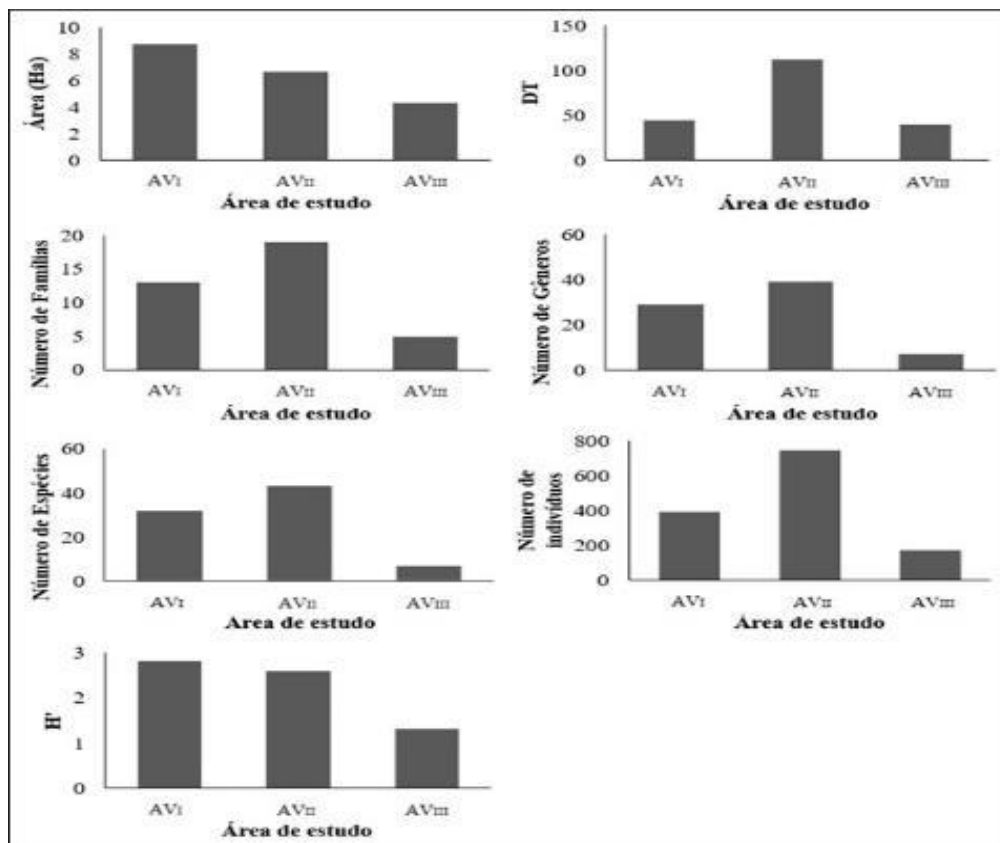 Área (Ha)
10
8
6
4
2
0
AVI
AVII
AVIII
Área de estudo
DT
150
100
50
0
AVI
AVII
AVIII
Área de estudo
Número de Famílias
20
15
10
5
0
AVI
AVII
AVIII
Área de estudo
Número de Gêneros
60
40
20
0
AVI
AVII
AVIII
Área de estudo
Número de Espécies
60
40
20
0
AVI
AVII
AVIII
Área de estudo
Número de
indivíduos
800
600
400
200
0
AVI
AVII
AVIII
Área de estudo
H'
3
2
1
0
AVI
AVII
AVIII
Área de estudo